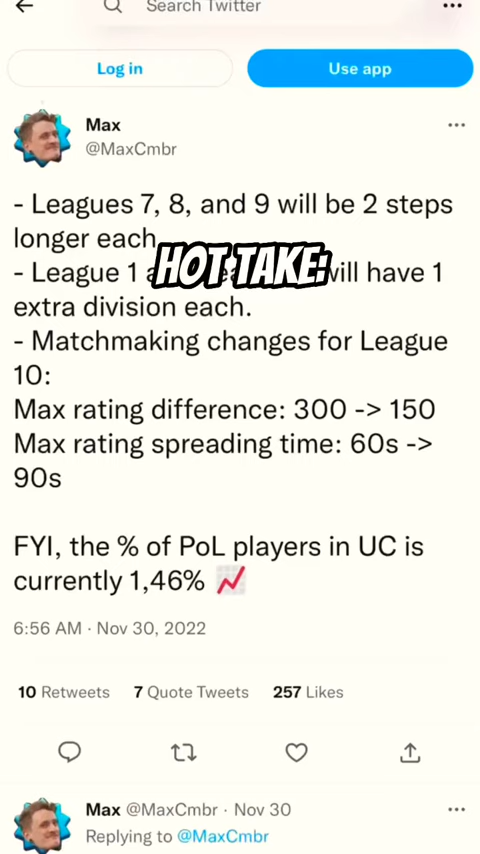 Search Twitter
Log in
Use app
Max
@MaxCmbr
- Leagues 7, 8, and 9 will be 2 steps
longer each
HOT TAKE:
- League 1 will have 1
extra division each.
- Matchmaking changes for League
10:
Max rating difference: 300 -> 150
Max rating spreading time: 60s ->
90s
FYI, the % of PoL players in UC is
currently 1,46% 📈
6:56 AM · Nov 30, 2022
10 Retweets 7 Quote Tweets 257 Likes
Max @MaxCmbr · Nov 30
Replying to @MaxCmbr